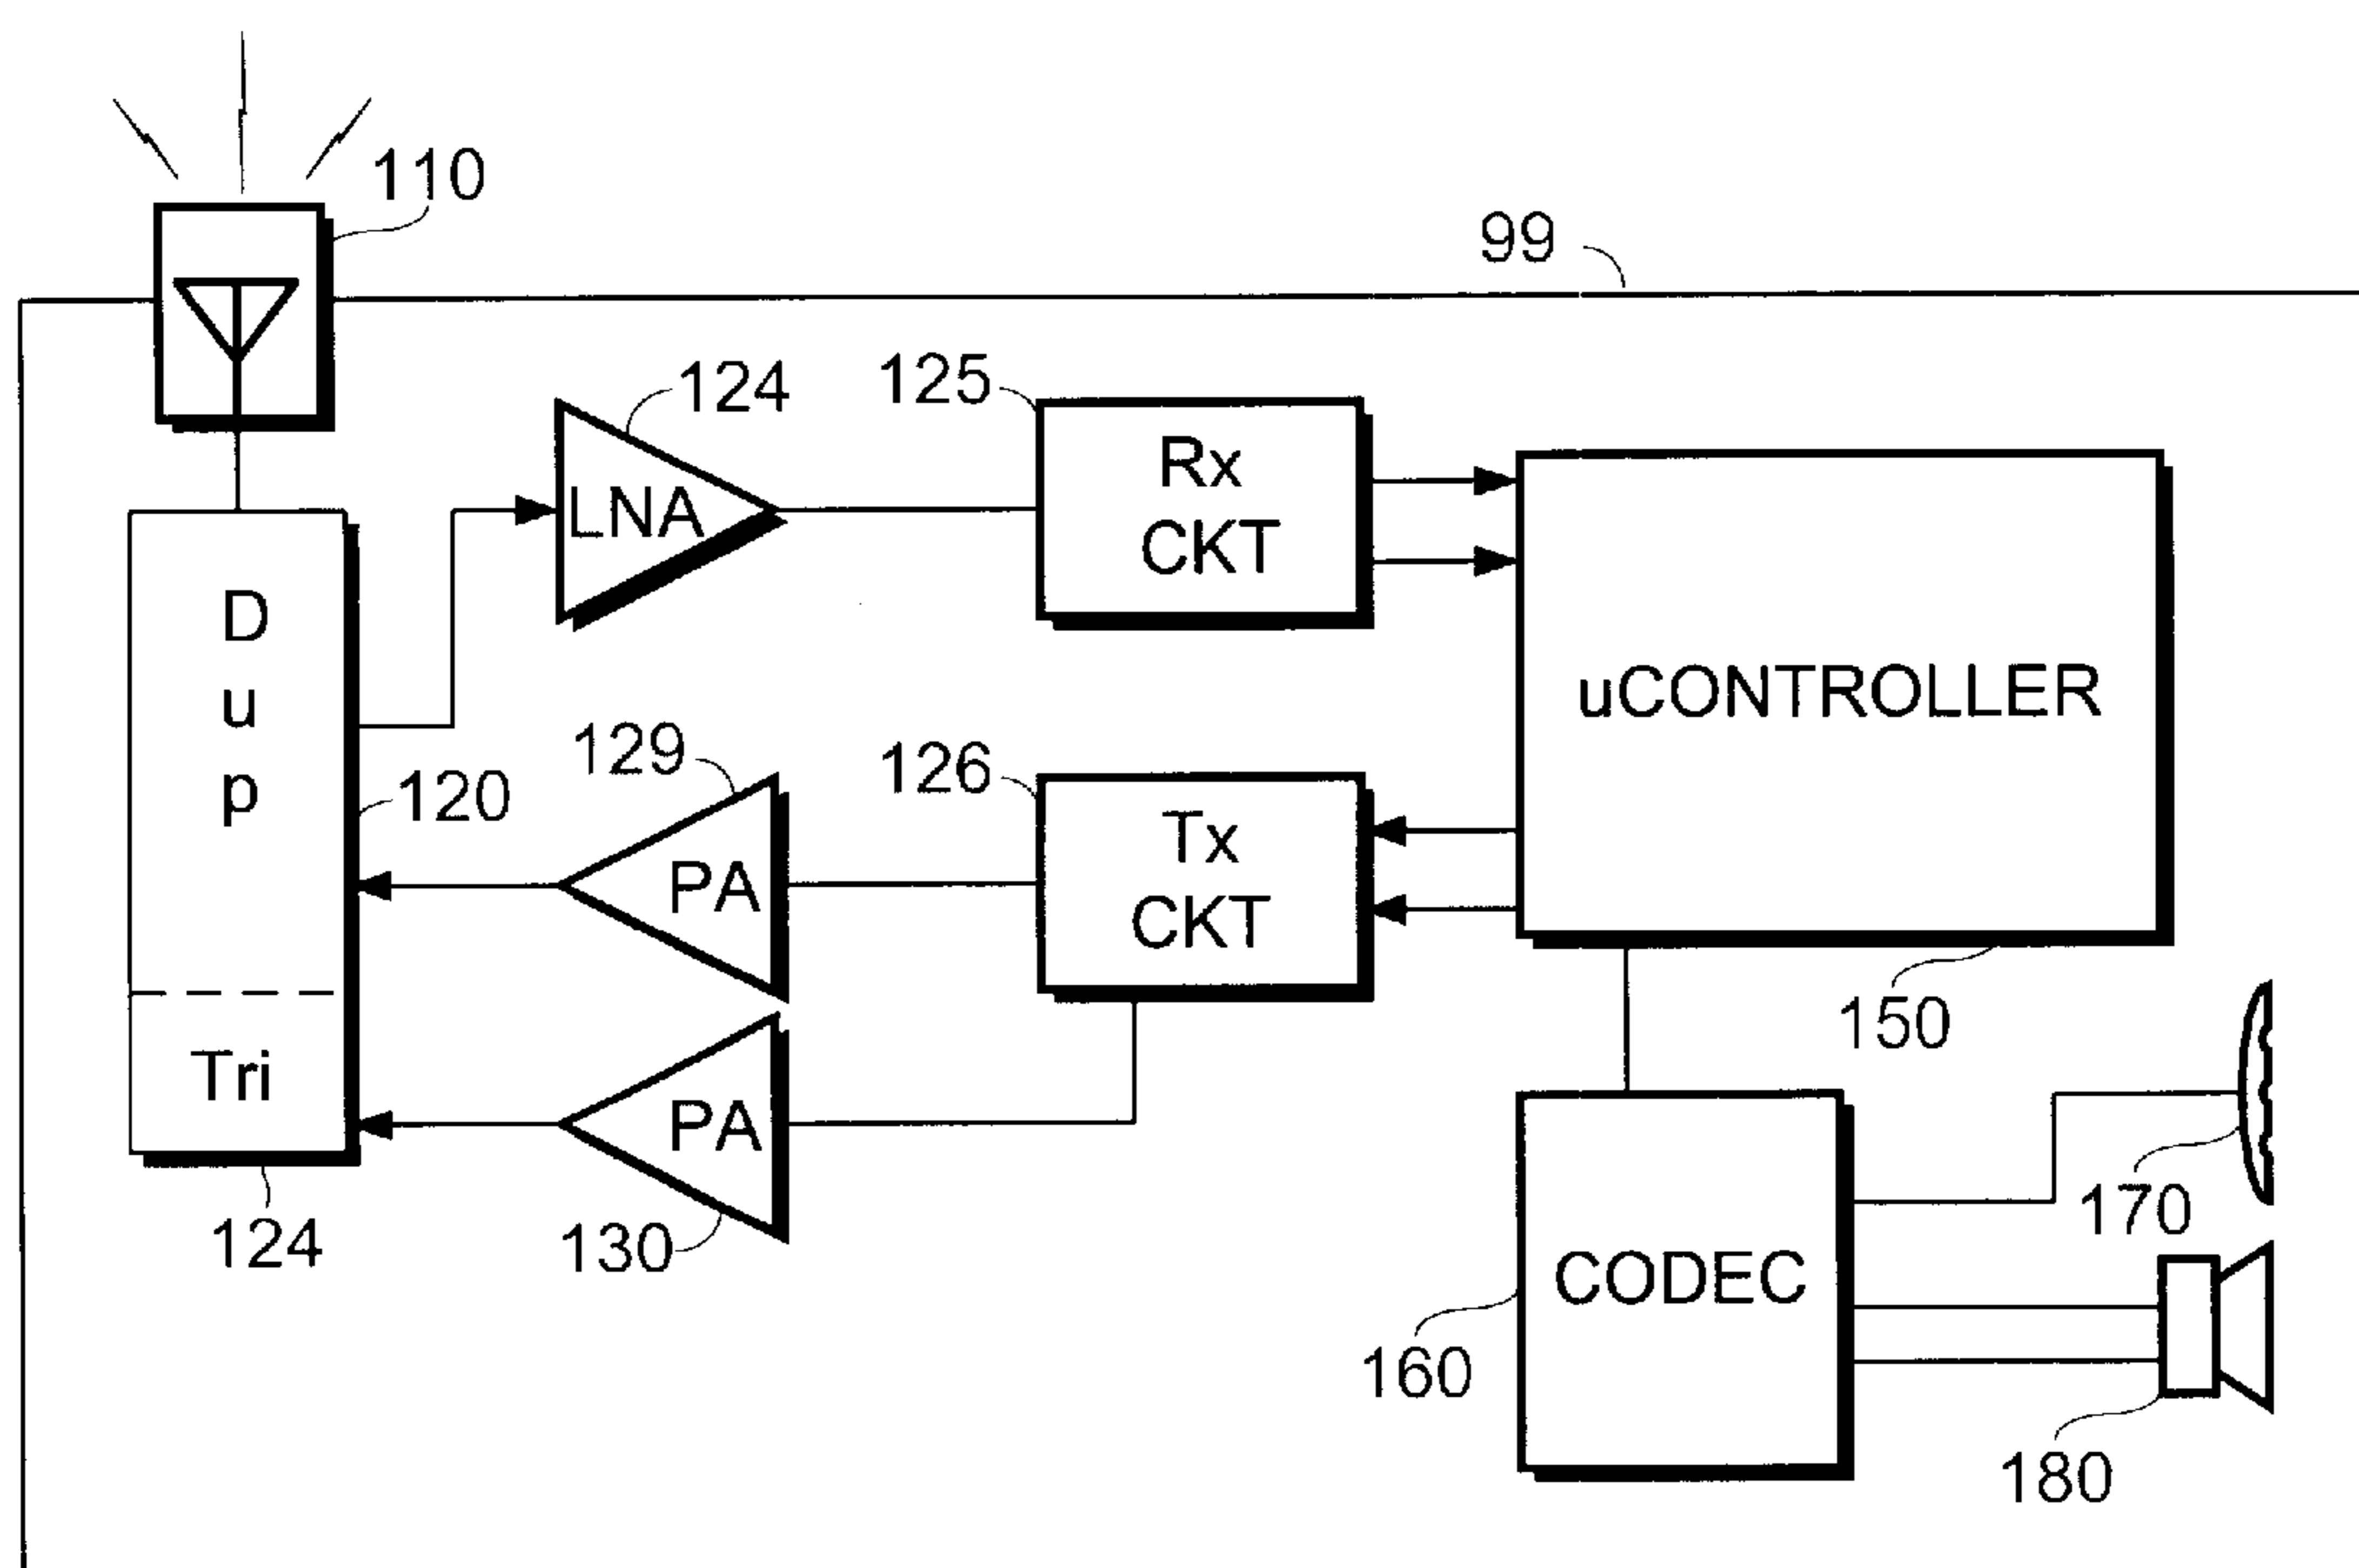 110
99
124
125
LNA
Rx
CKT
D
u
p
120
129
126
PA
Tx
CKT
uCONTROLLER
150
Tri
124
PA
130
CODEC
160
170
180